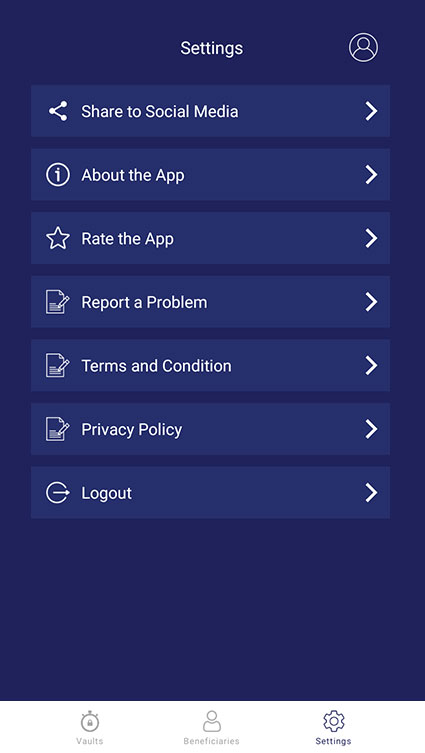 Settings
Share to Social Media
About the App
Rate the App
Report a Problem
Terms and Condition
Privacy Policy
Logout
Vaults
Beneficiaries
Settings